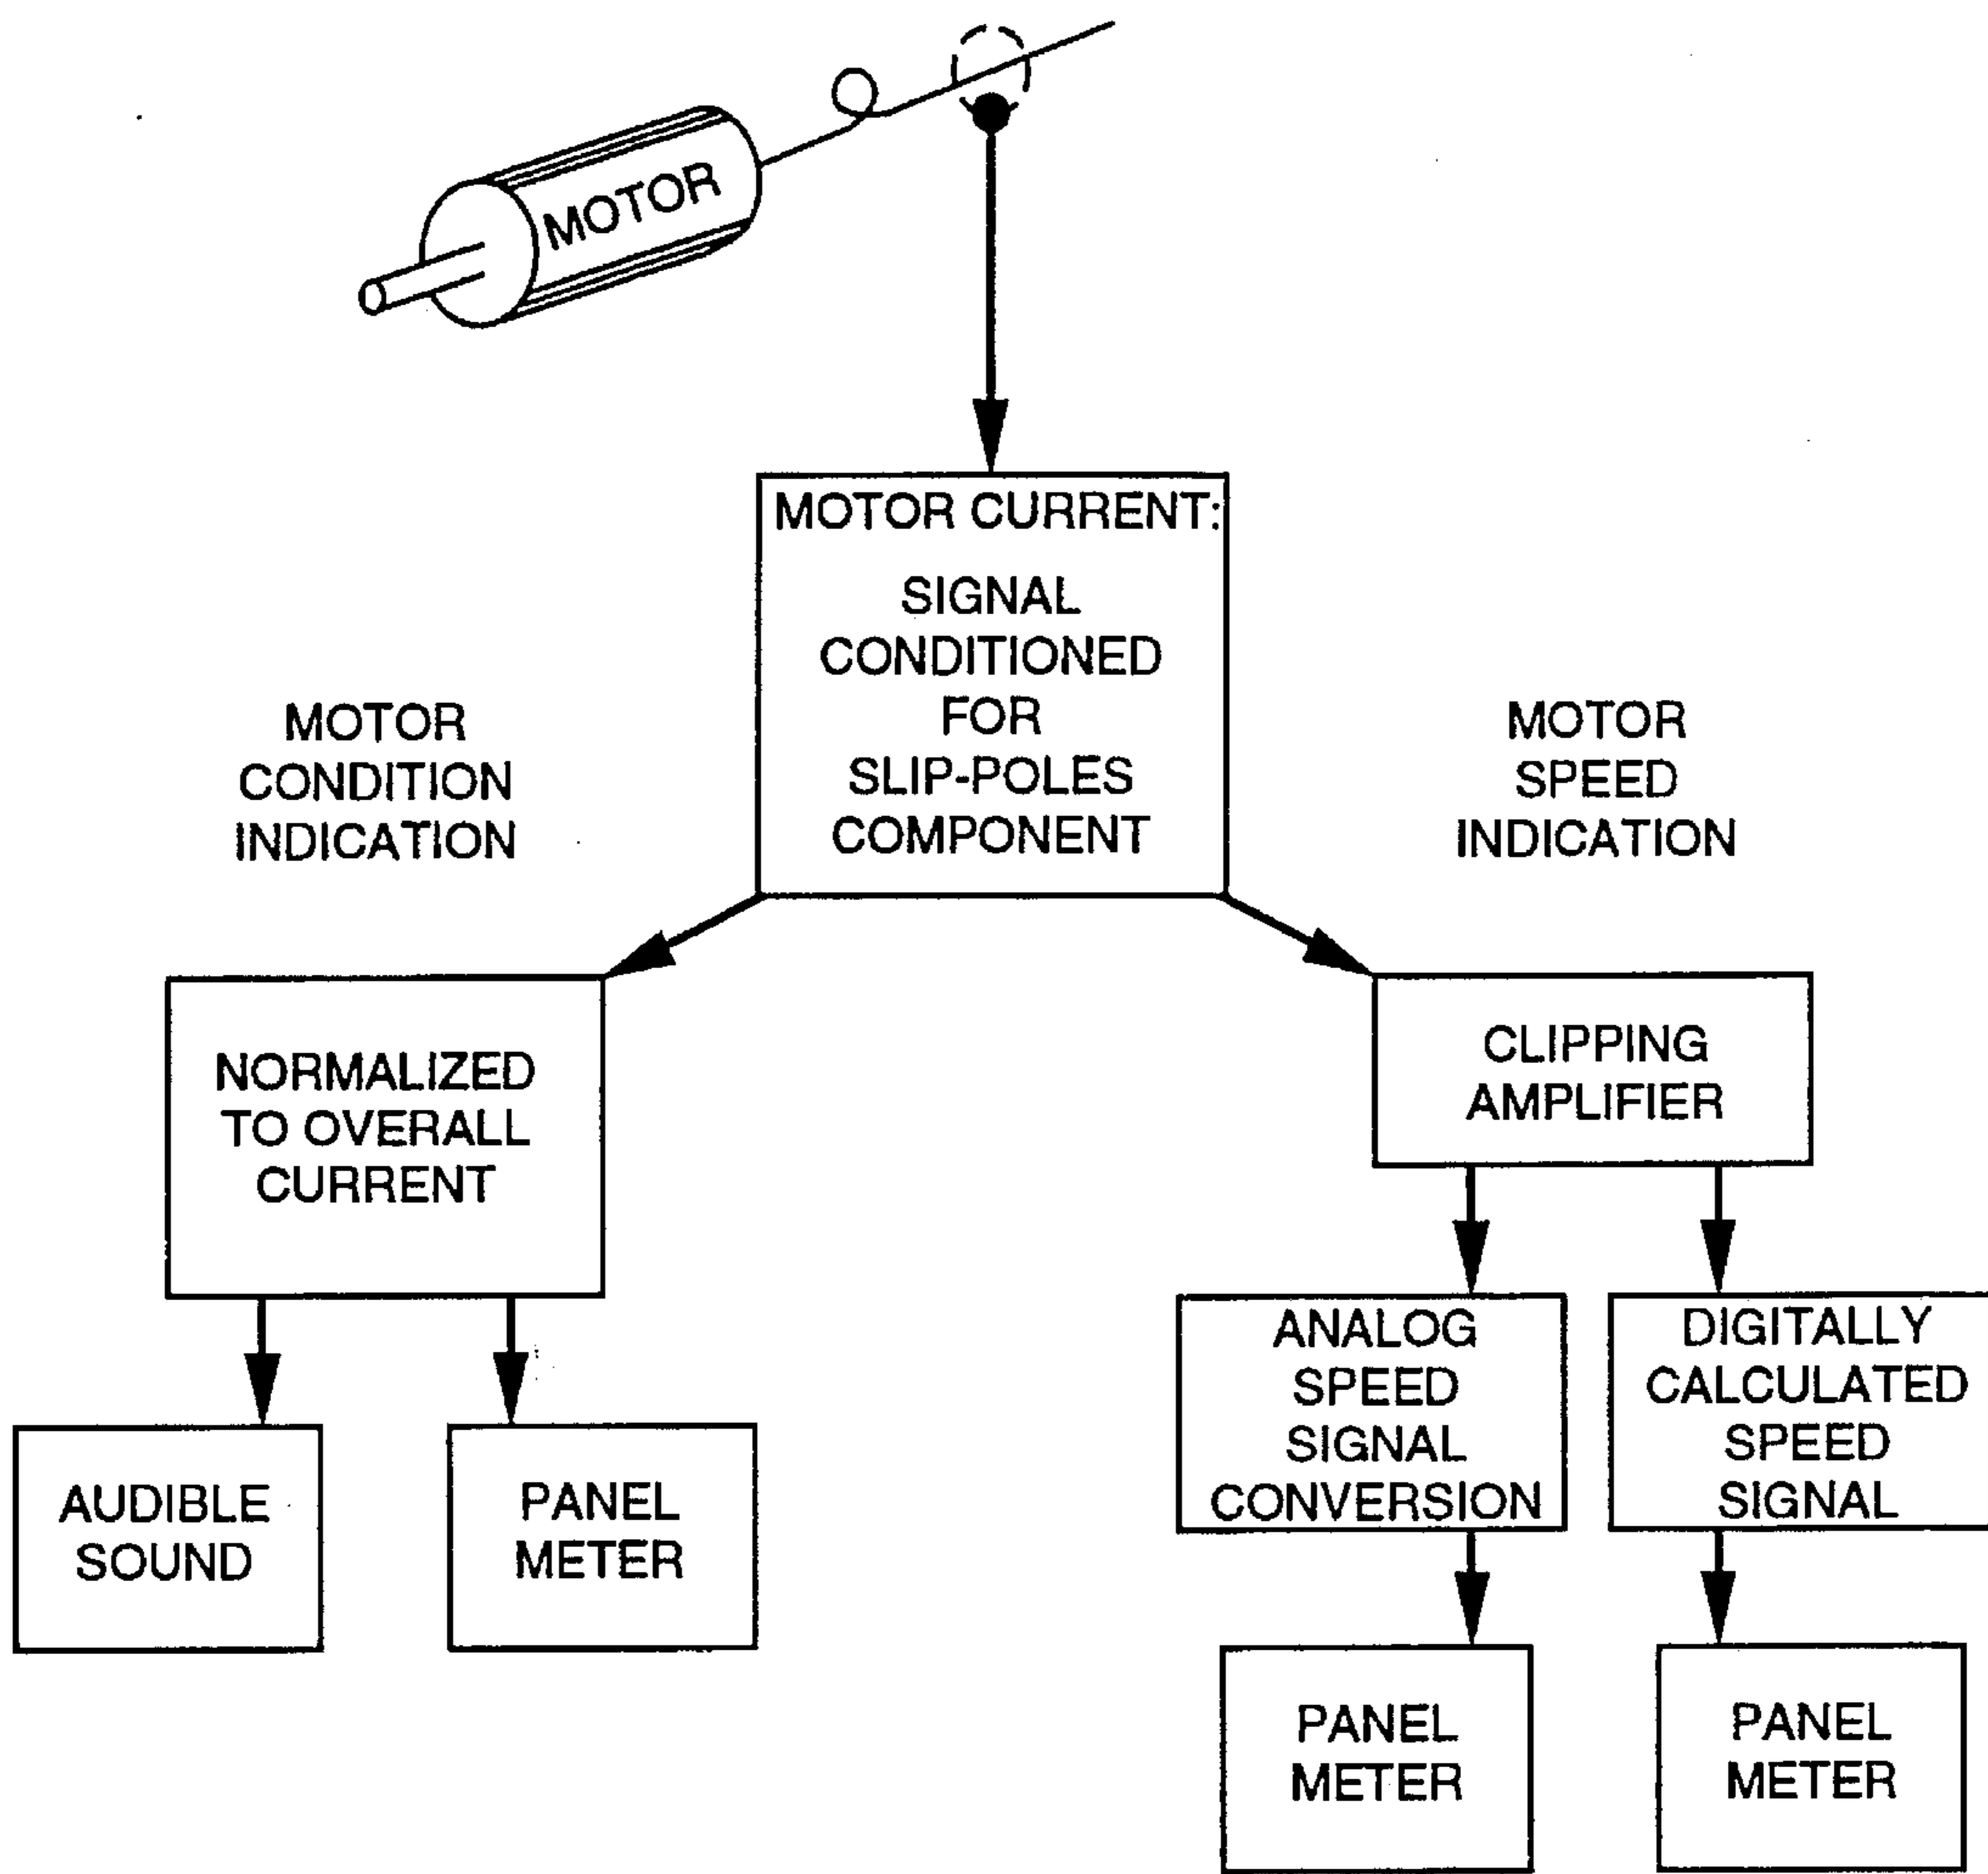 MOTOR
MOTOR CURRENT:
SIGNAL
CONDITIONED
FOR
SLIP-POLES
COMPONENT
MOTOR
CONDITION
INDICATION
MOTOR
SPEED
INDICATION
NORMALIZED
TO OVERALL
CURRENT
CLIPPING
AMPLIFIER
AUDIBLE
SOUND
PANEL
METER
ANALOG
SPEED
SIGNAL
CONVERSION
DIGITALLY
CALCULATED
SPEED
SIGNAL
PANEL
METER
PANEL
METER